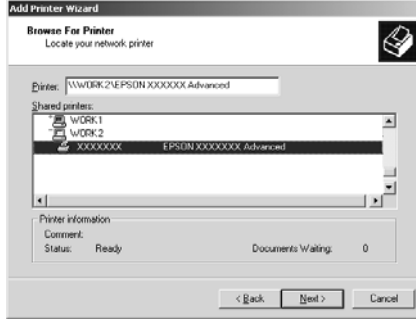 Add Printer Wizard
Browse For Printer
Locate your network printer
Printer: \\WORK2\EPSON XXXXXX Advanced
Shared printers:
WORK1
WORK2
XXXXXXX EPSON XXXXXXX Advanced
Printer information
Comment:
Status: Ready Documents Waiting: 0
< Back Next > Cancel